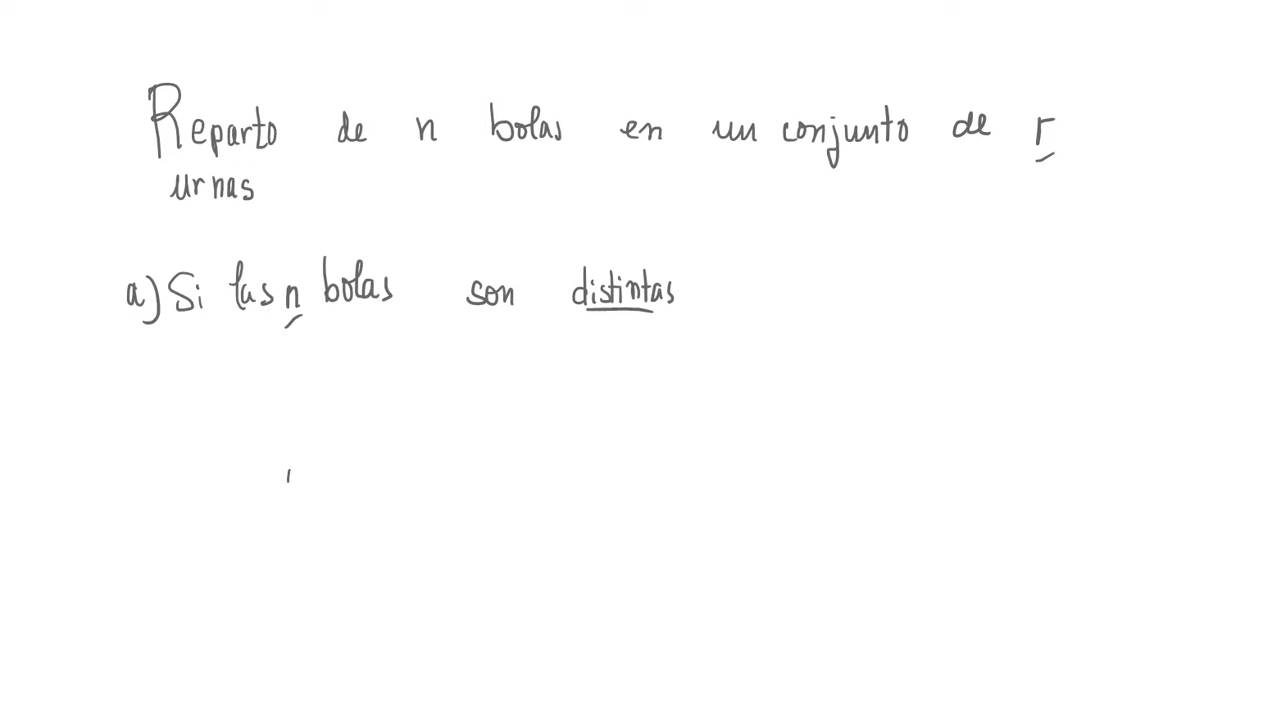 Reparto de n bolas en un conjunto de r
urnas
a) Si las n bolas son distintas